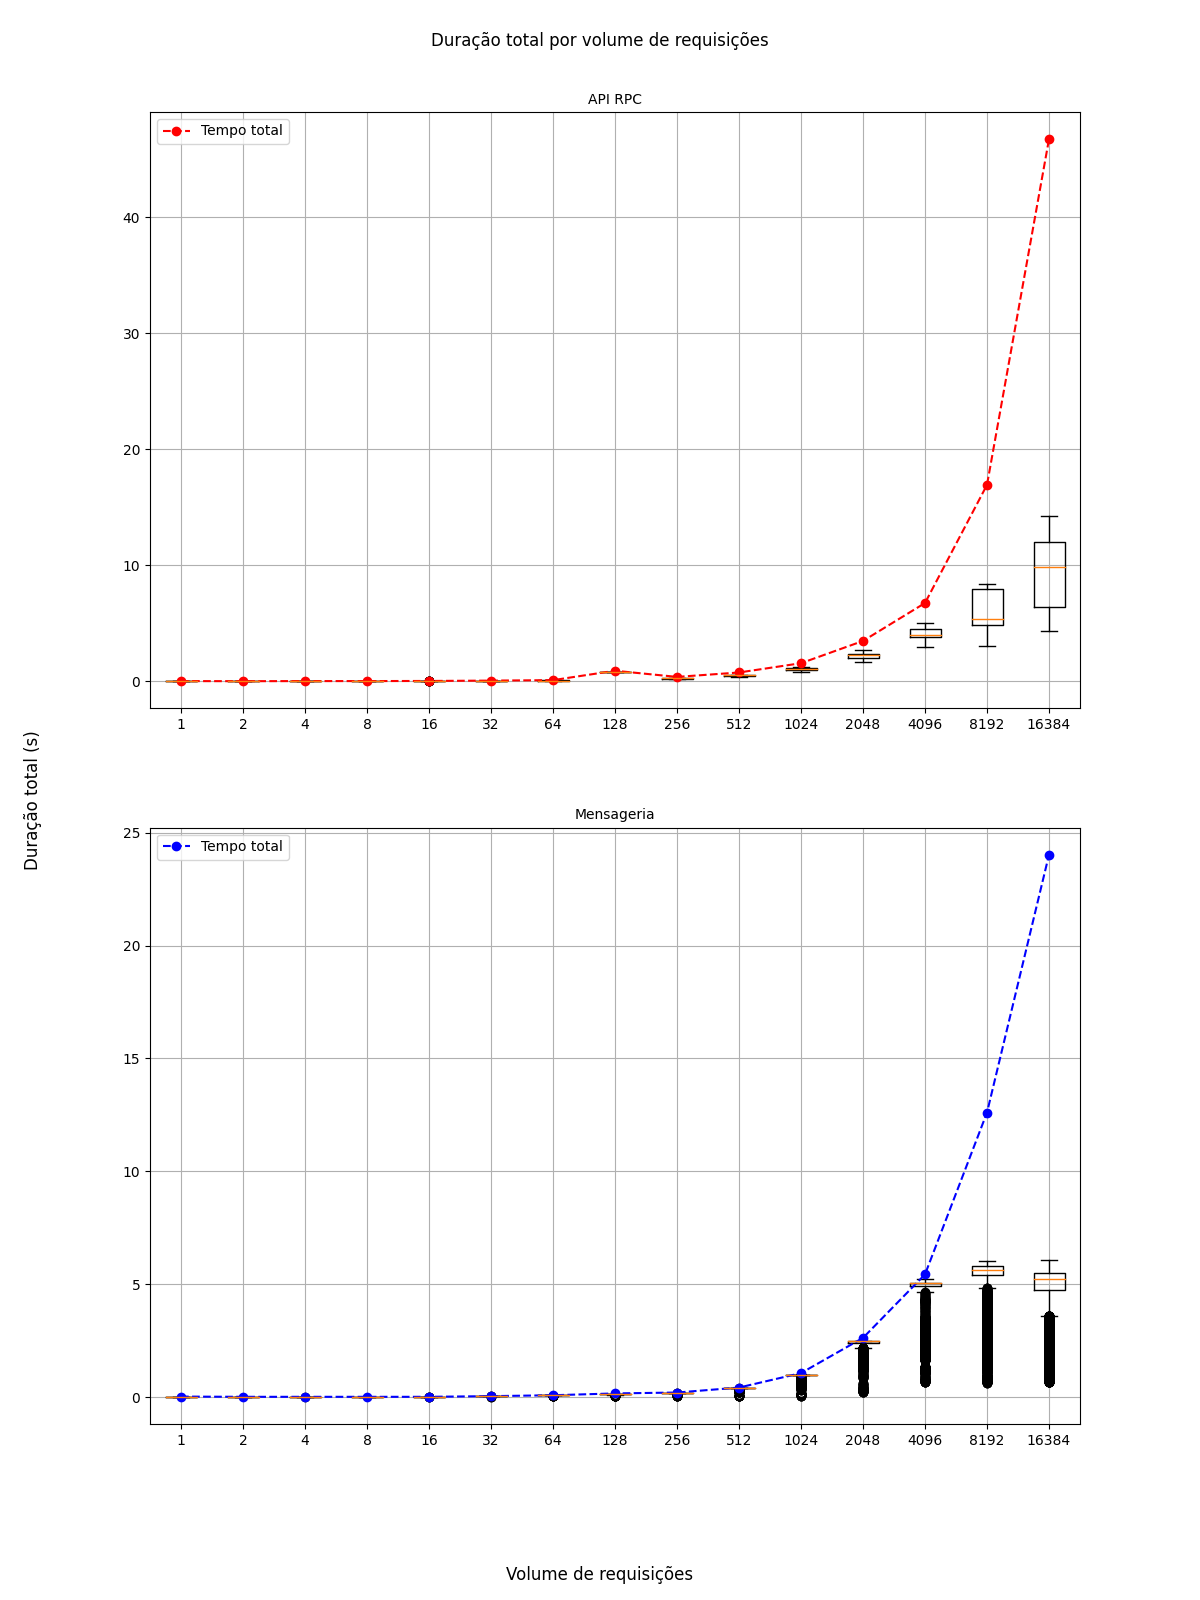 Duração total por volume de requisições
API RPC
Tempo total
40
30
20
10
0
1 2 4 8 16 32 64 128 256 512 1024 2048 4096 8192 16384
Duração total (s)
Mensageria
Tempo total
25
20
15
10
5
0
1 2 4 8 16 32 64 128 256 512 1024 2048 4096 8192 16384
Volume de requisições